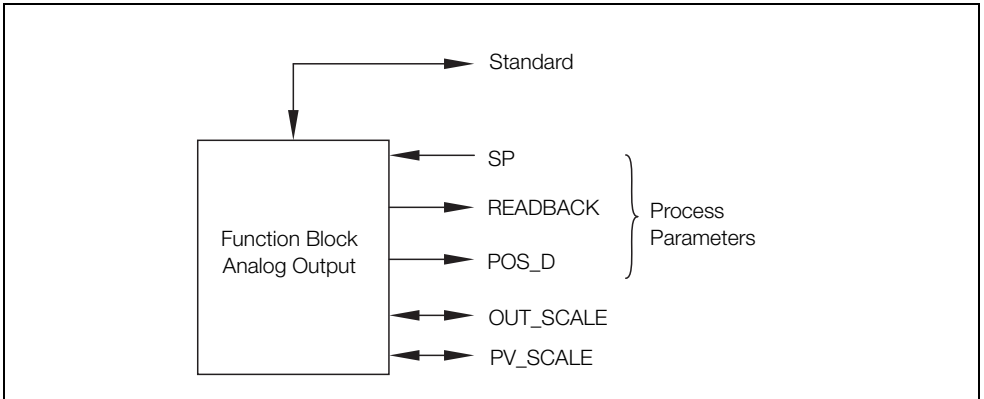 Standard
SP
READBACK
POS_D
OUT_SCALE
PV_SCALE
Process
Parameters
Function Block
Analog Output